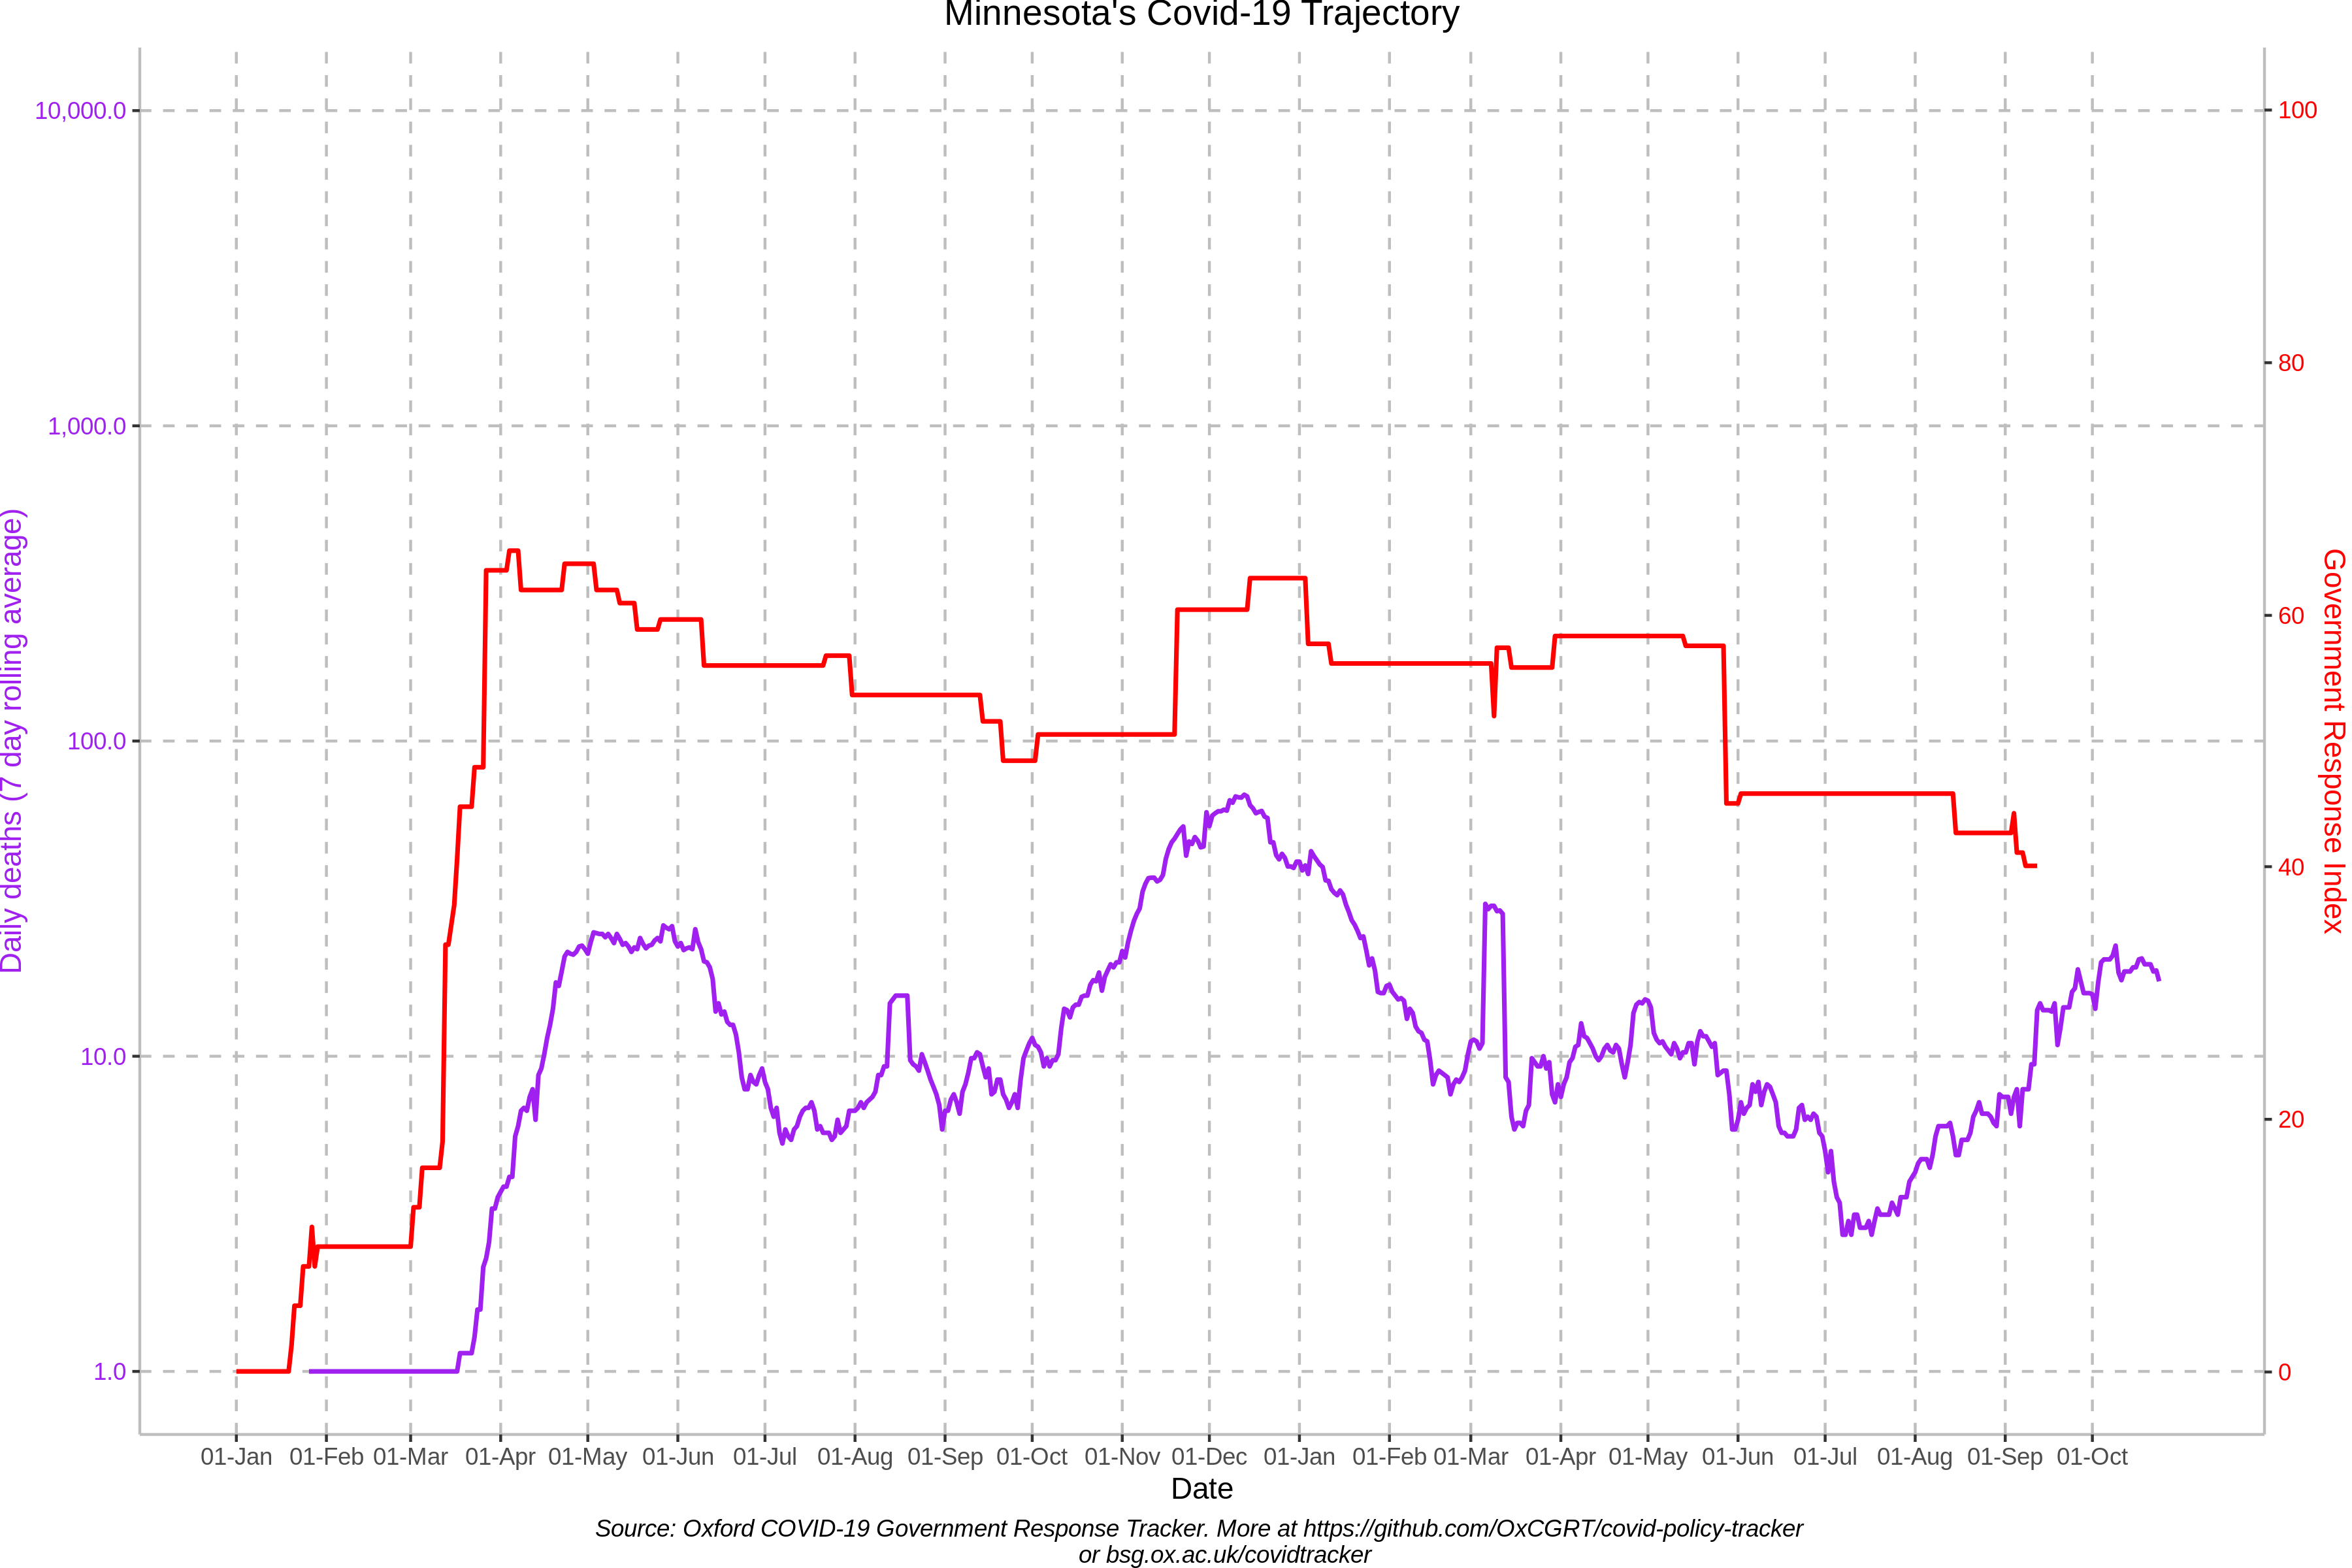 Minnesota's Covid-19 Trajectory
10,000.0
1,000.0
100.0
10.0
1.0
Daily deaths (7 day rolling average)
100
80
60
40
20
0
Government Response Index
01-Jan 01-Feb 01-Mar 01-Apr 01-May 01-Jun 01-Jul 01-Aug 01-Sep 01-Oct 01-Nov 01-Dec 01-Jan 01-Feb 01-Mar 01-Apr 01-May 01-Jun 01-Jul 01-Aug 01-Sep 01-Oct
Date
Source: Oxford COVID-19 Government Response Tracker. More at https://github.com/OxCGRT/covid-policy-tracker
or bsg.ox.ac.uk/covidtracker